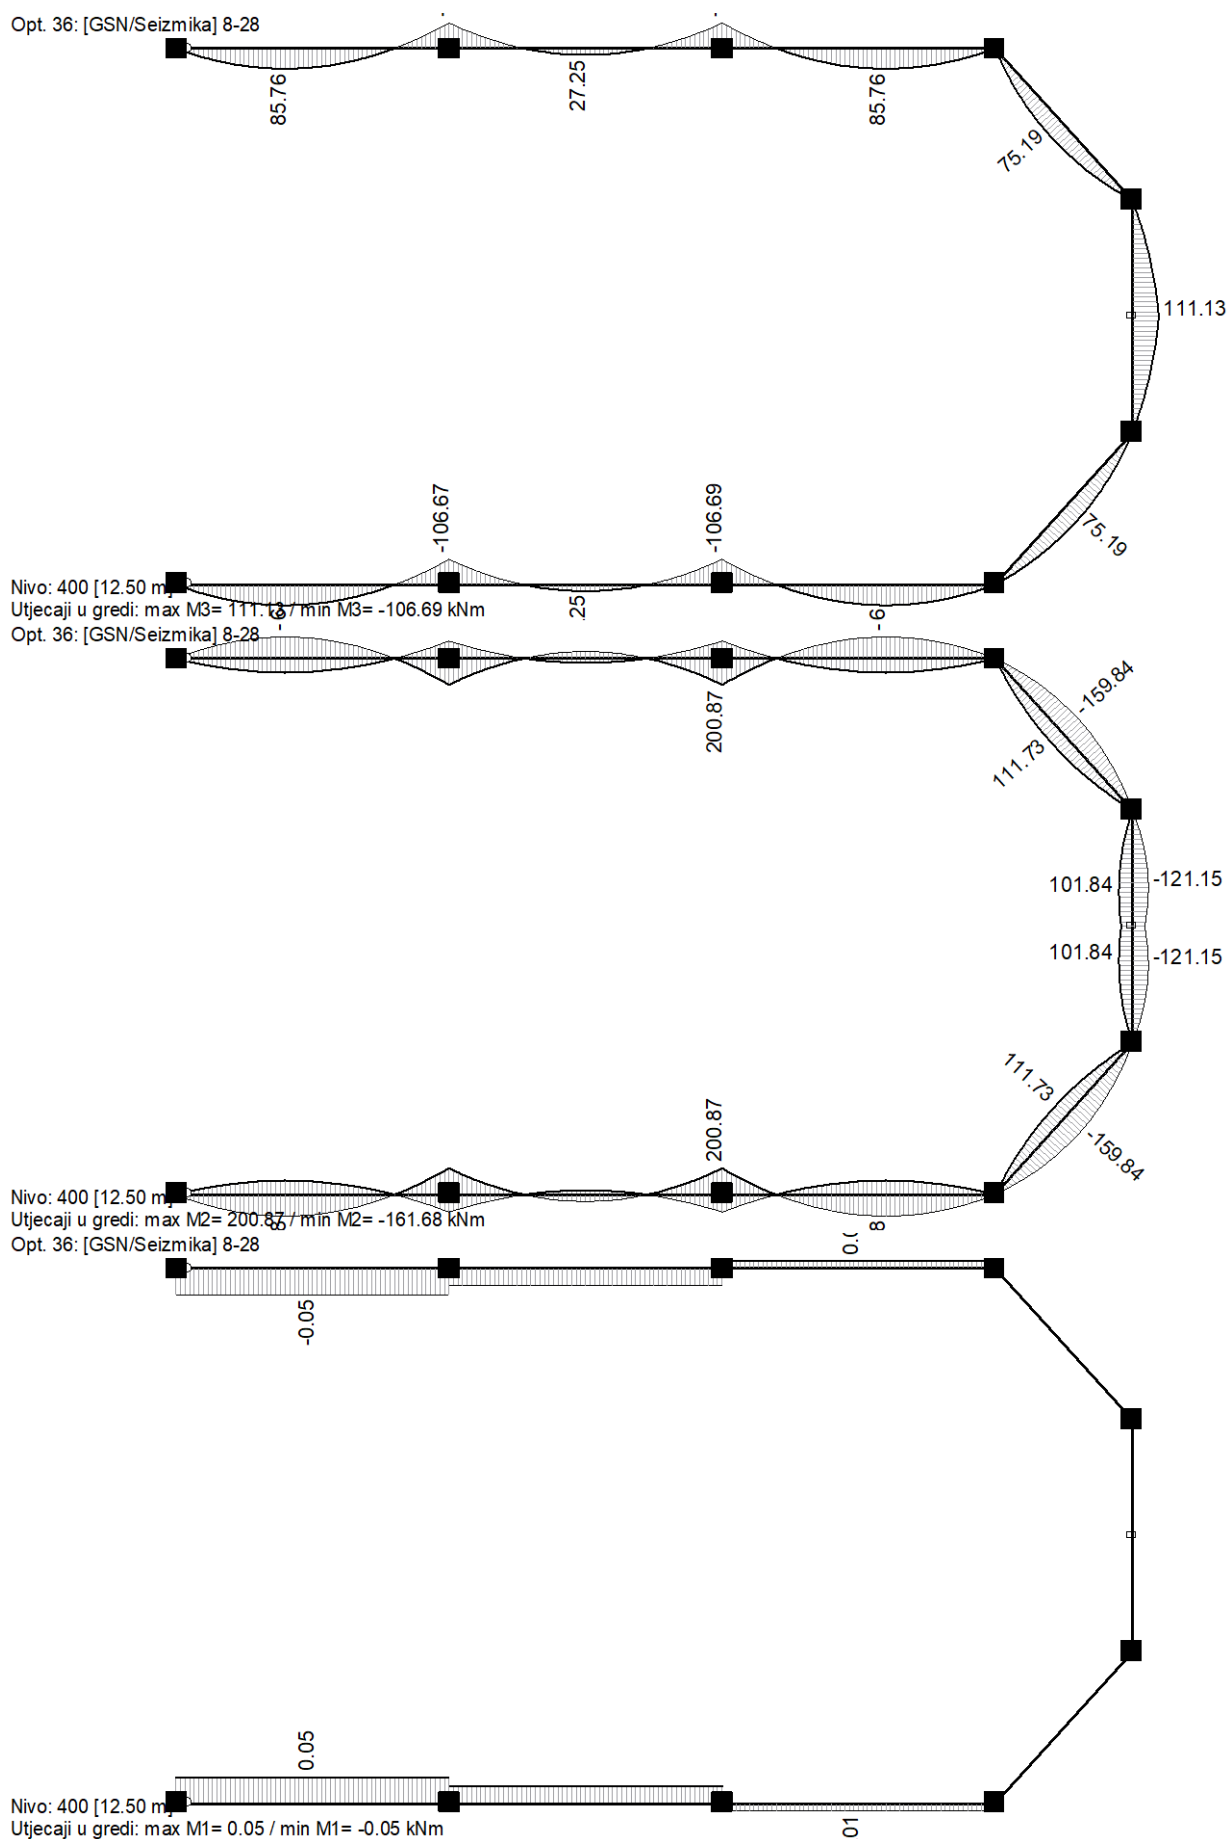 Opt. 36: [GSN/Seizmika] 8-28
85.76
27.25
85.76
75.19
111.13
-106.67
-106.69
75.19
Nivo: 400 [12.50 m]
Utjecaji u gredi: max M3= 111.13 / min M3= -106.69 kNm
.25
Opt. 36: [GSN/Seizmika] 8-28
200.87
-159.84
111.73
101.84
-121.15
101.84
-121.15
111.73
200.87
-159.84
Nivo: 400 [12.50 m]
Utjecaji u gredi: max M2= 200.87 / min M2= -161.68 kNm
Opt. 36: [GSN/Seizmika] 8-28
-0.05
0.05
Nivo: 400 [12.50 m]
01
Utjecaji u gredi: max M1= 0.05 / min M1= -0.05 kNm